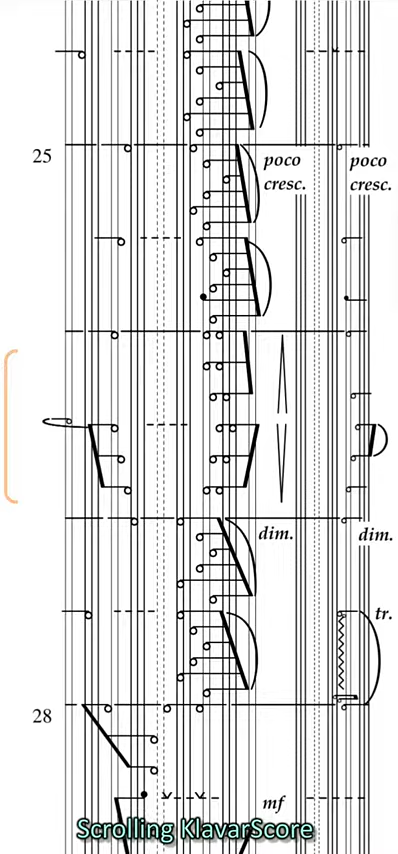 25
poco
cresc.
poco
cresc.
dim.
dim.
tr.
28
mf
Scrolling KlavarScore